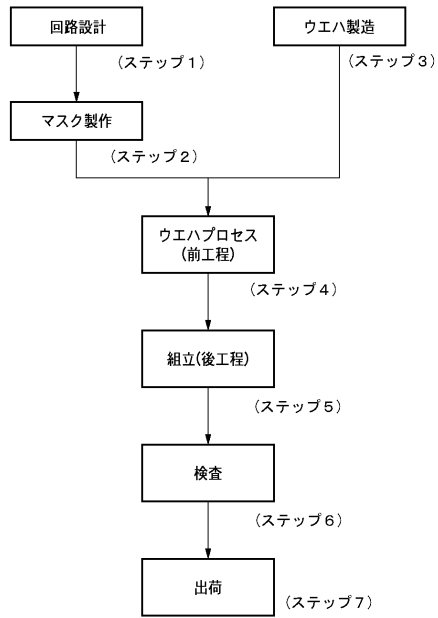 回路設計
ウエハ製造
（ステップ１）
（ステップ３）
マスク製作
（ステップ２）
ウエハプロセス
(前工程)
（ステップ４）
組立(後工程)
（ステップ５）
検査
（ステップ６）
出荷
（ステップ７）